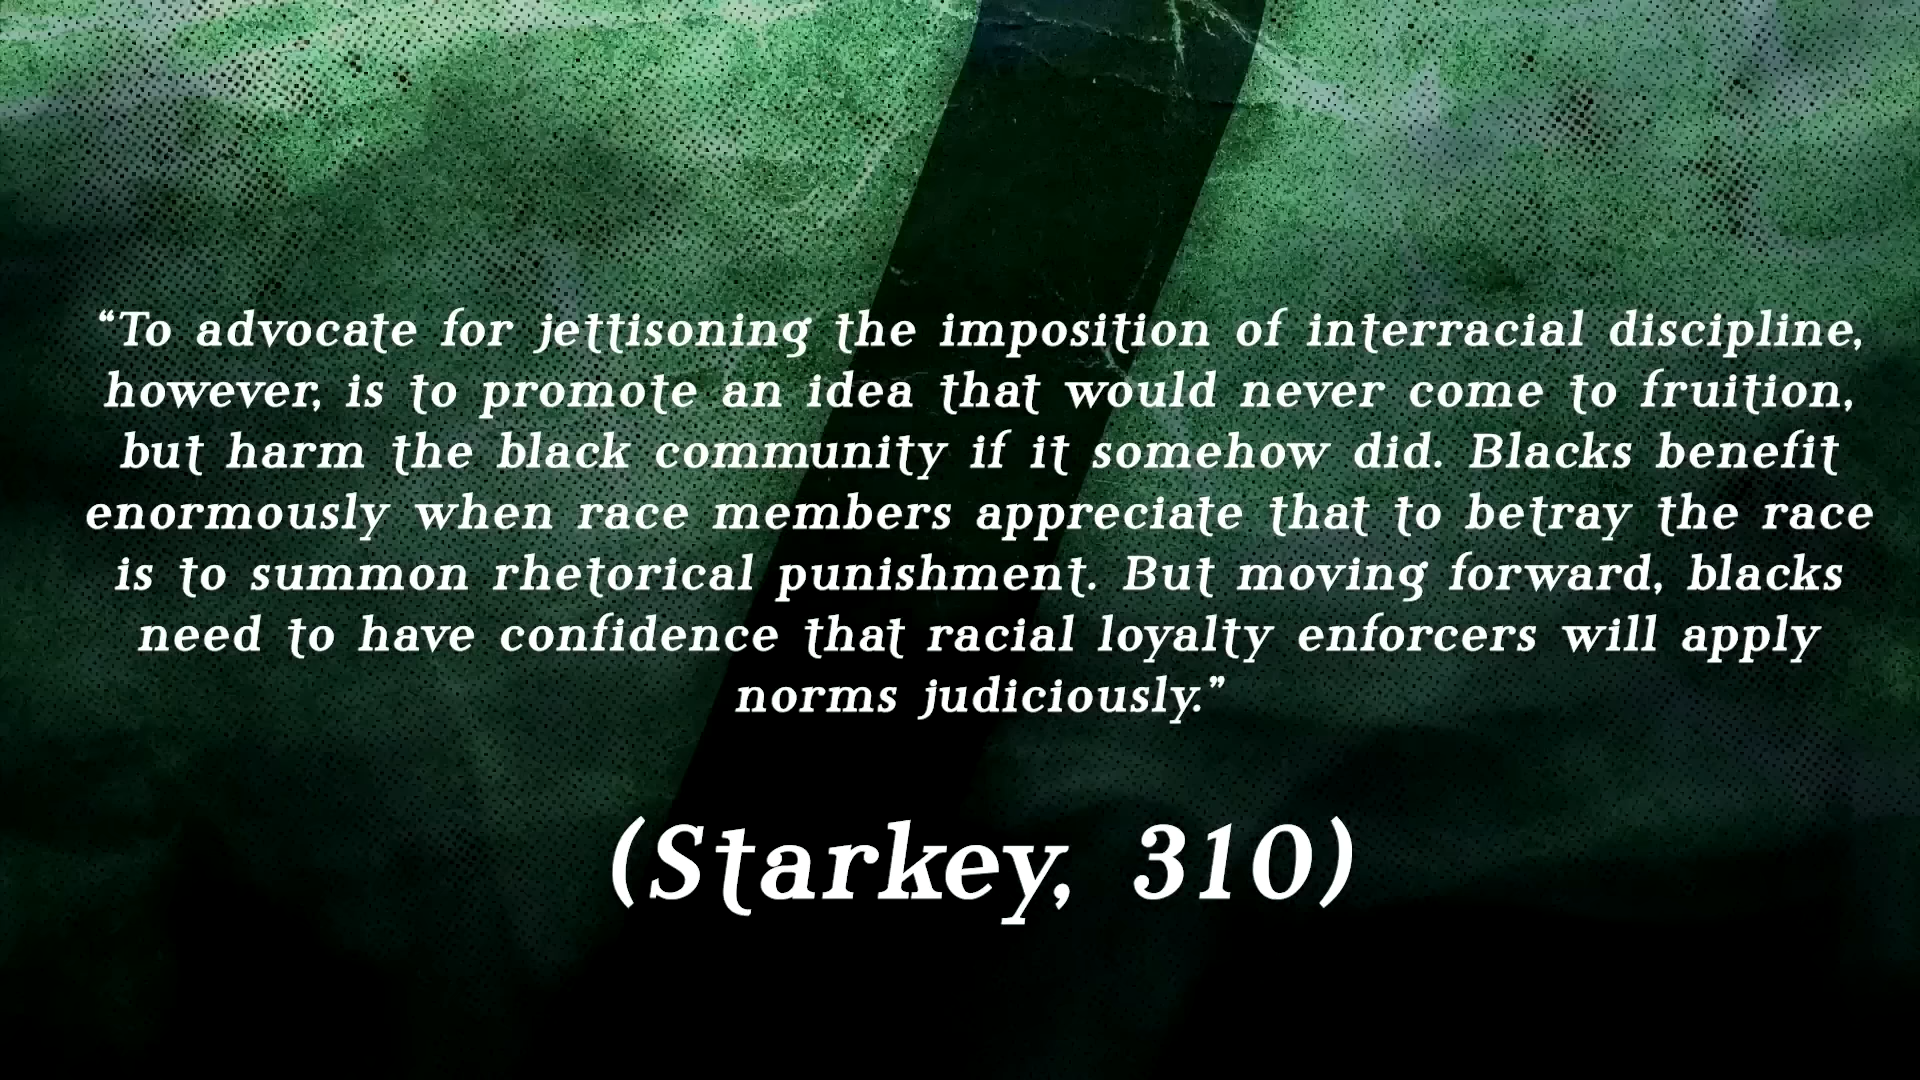 “To advocate for jettisoning the imposition of interracial discipline,
however, is to promote an idea that would never come to fruition,
but harm the black community if it somehow did. Blacks benefit
enormously when race members appreciate that to betray the race
is to summon rhetorical punishment. But moving forward, blacks
need to have confidence that racial loyalty enforcers will apply
norms judiciously.”
(Starkey, 310)